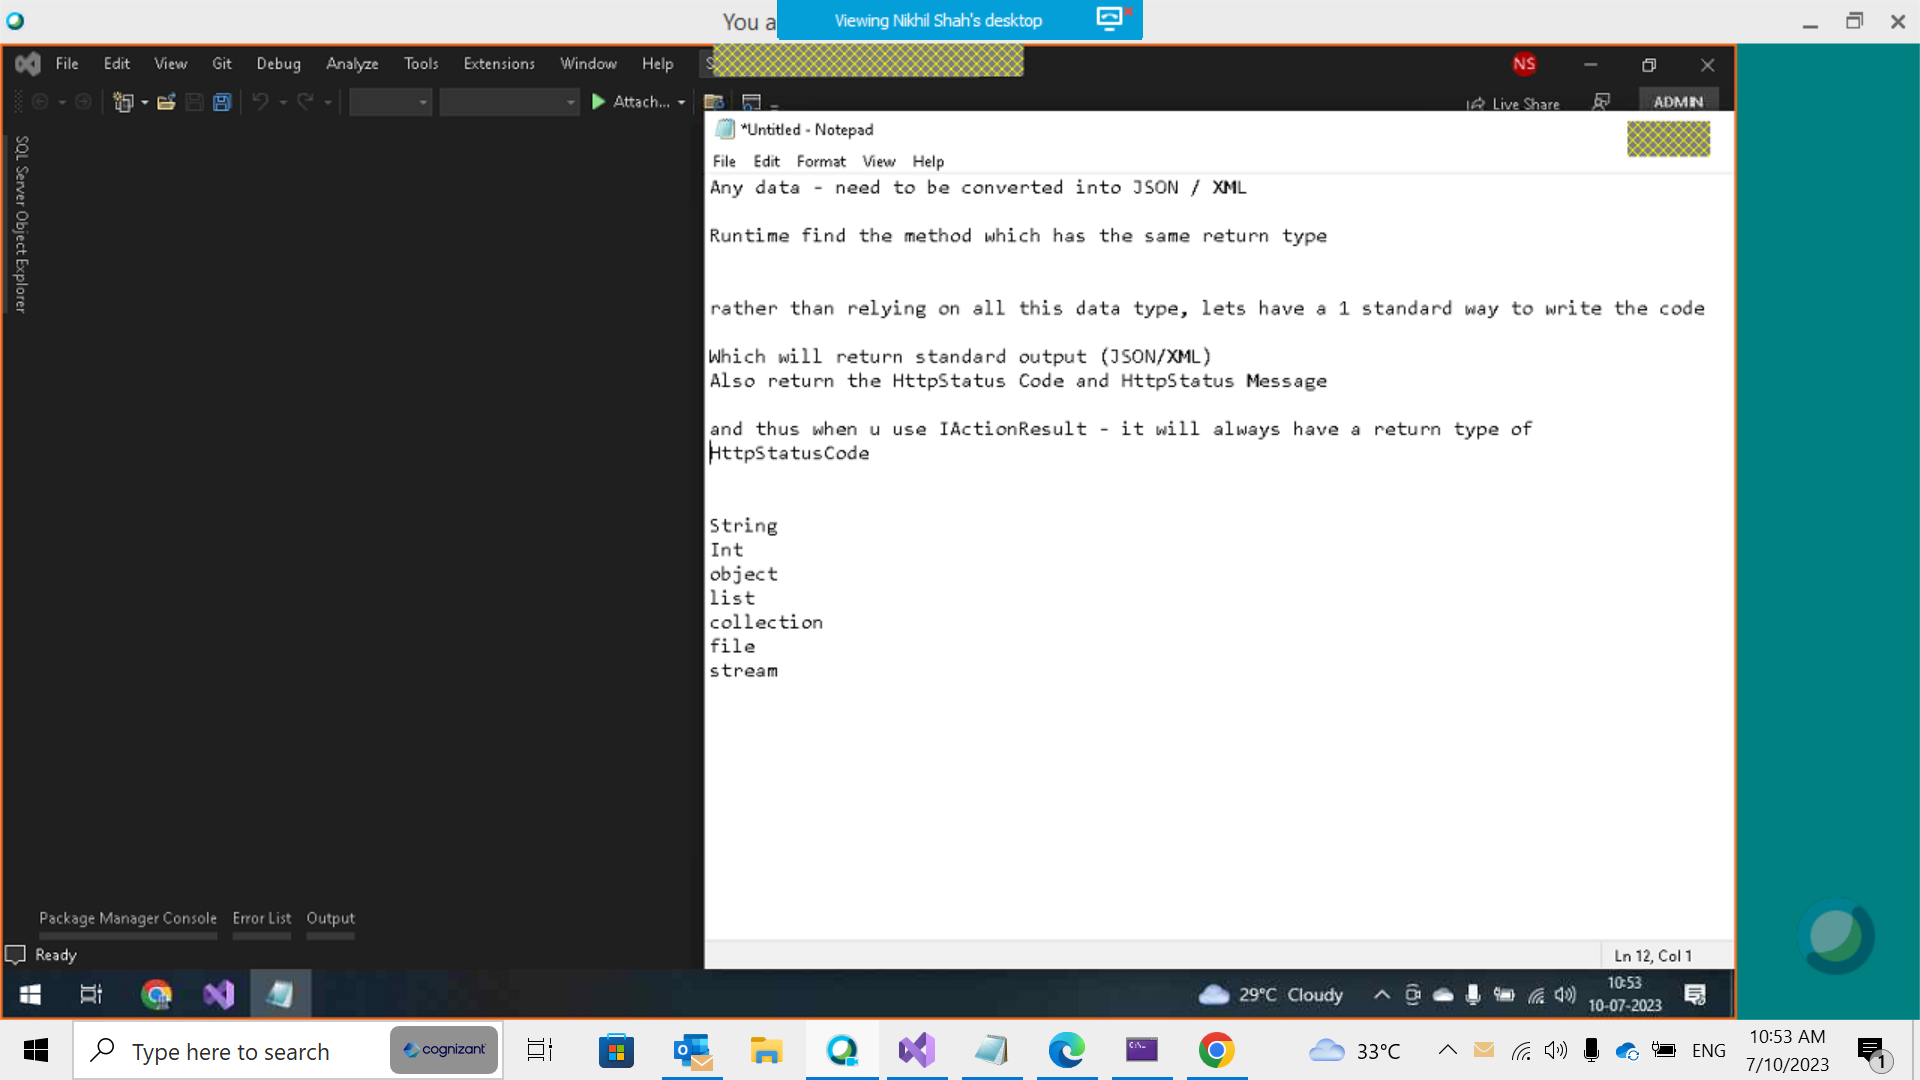 You a
Viewing Nikhil Shah's desktop
File Edit View Git Debug Analyze Tools Extensions Window Help S
NS
Attach...
Live Share
ADMIN
SQL Server Object Explorer
*Untitled - Notepad
File Edit Format View Help
Any data - need to be converted into JSON / XML
Runtime find the method which has the same return type
rather than relying on all this data type, lets have a 1 standard way to write the code
Which will return standard output (JSON/XML)
Also return the HttpStatus Code and HttpStatus Message
and thus when u use IActionResult - it will always have a return type of
HttpStatusCode
String
Int
object
list
collection
file
stream
Package Manager Console Error List Output
Ready
Ln 12, Col 1
29°C Cloudy
10:53
10-07-2023
Type here to search
cognizant
33°C
ENG
10:53 AM
7/10/2023
1